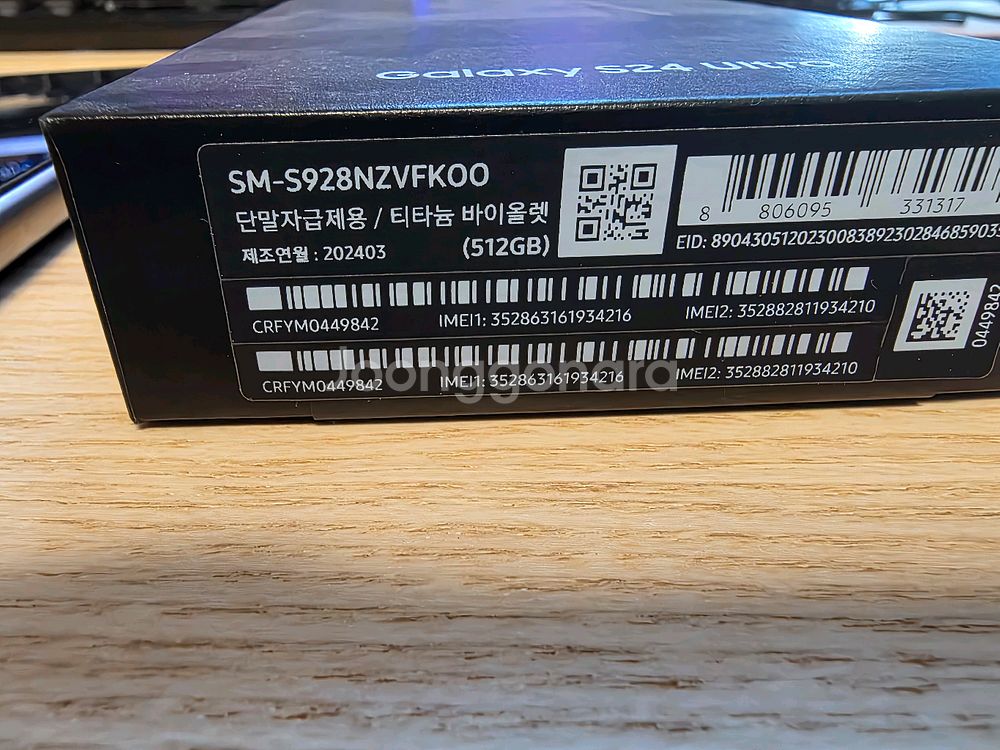 Galaxy S24 Ultra
SM-S928NZVFKOO
단말자급제용 / 티타늄 바이올렛
제조연월 : 202403
(512GB)
8 806095 331317
EID: 8904305120230083892302846859035
CRFYM0449842 IMEI1: 352863161934216 IMEI2: 352882811934210
0449842
CRFYM0449842 IMEI1: 352863161934216 IMEI2: 352882811934210
Joonggonara